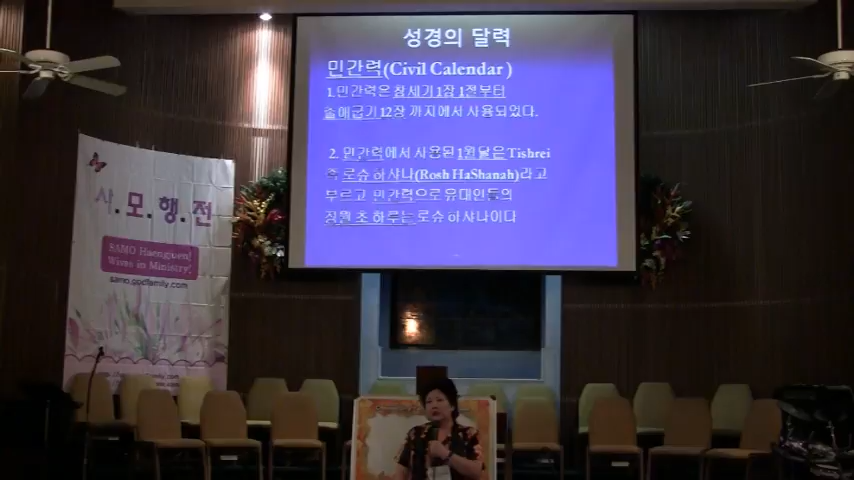 성경의 달력
민간력(Civil Calendar)
1.민간력은 창세기 1장 1절부터
출애굽기 12장 까지에서 사용되었다.
2. 민간력에서 사용된 1월달은 Tishrei
즉 로슈 하샤나(Rosh HaShanah)라고
부르고 민간력으로 유대인들의
정월 초 하루는 로슈 하샤나이다
사.모.행.전
SAMO Haengjeon
Wives in Ministry
samo.godfamily.com